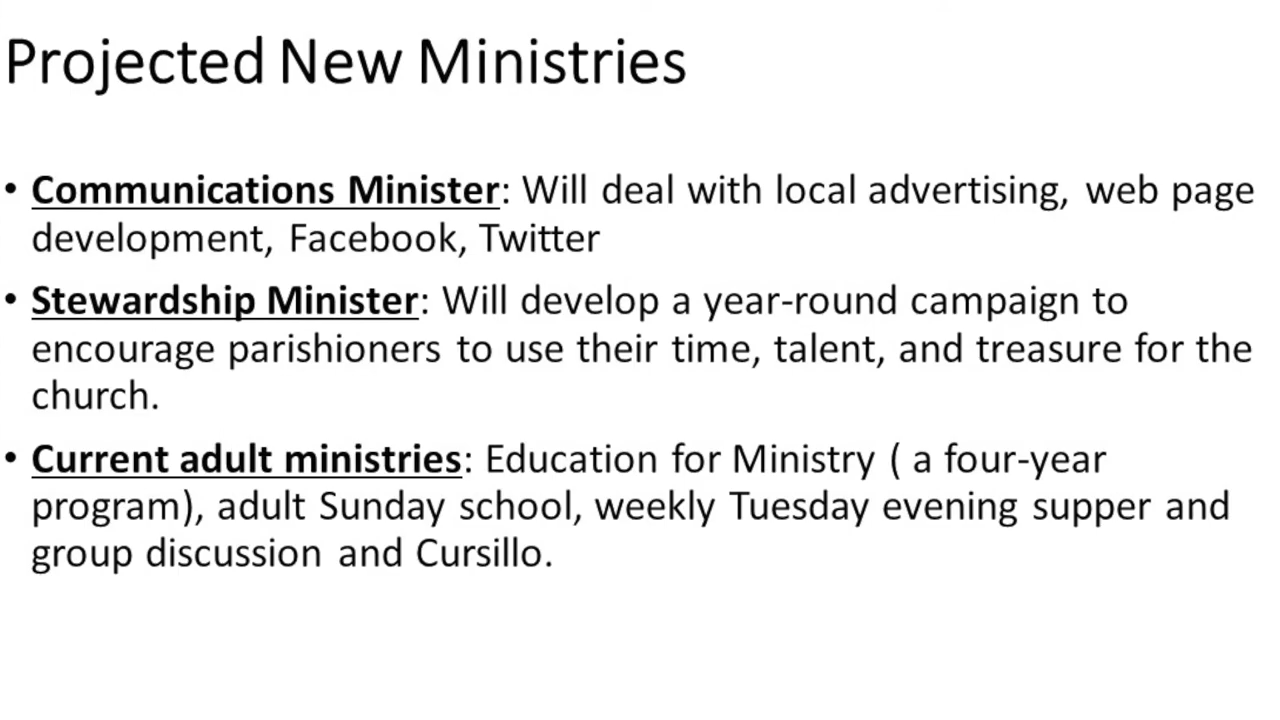 Projected New Ministries
• Communications Minister: Will deal with local advertising, web page
development, Facebook, Twitter
• Stewardship Minister: Will develop a year-round campaign to
encourage parishioners to use their time, talent, and treasure for the
church.
• Current adult ministries: Education for Ministry ( a four-year
program), adult Sunday school, weekly Tuesday evening supper and
group discussion and Cursillo.